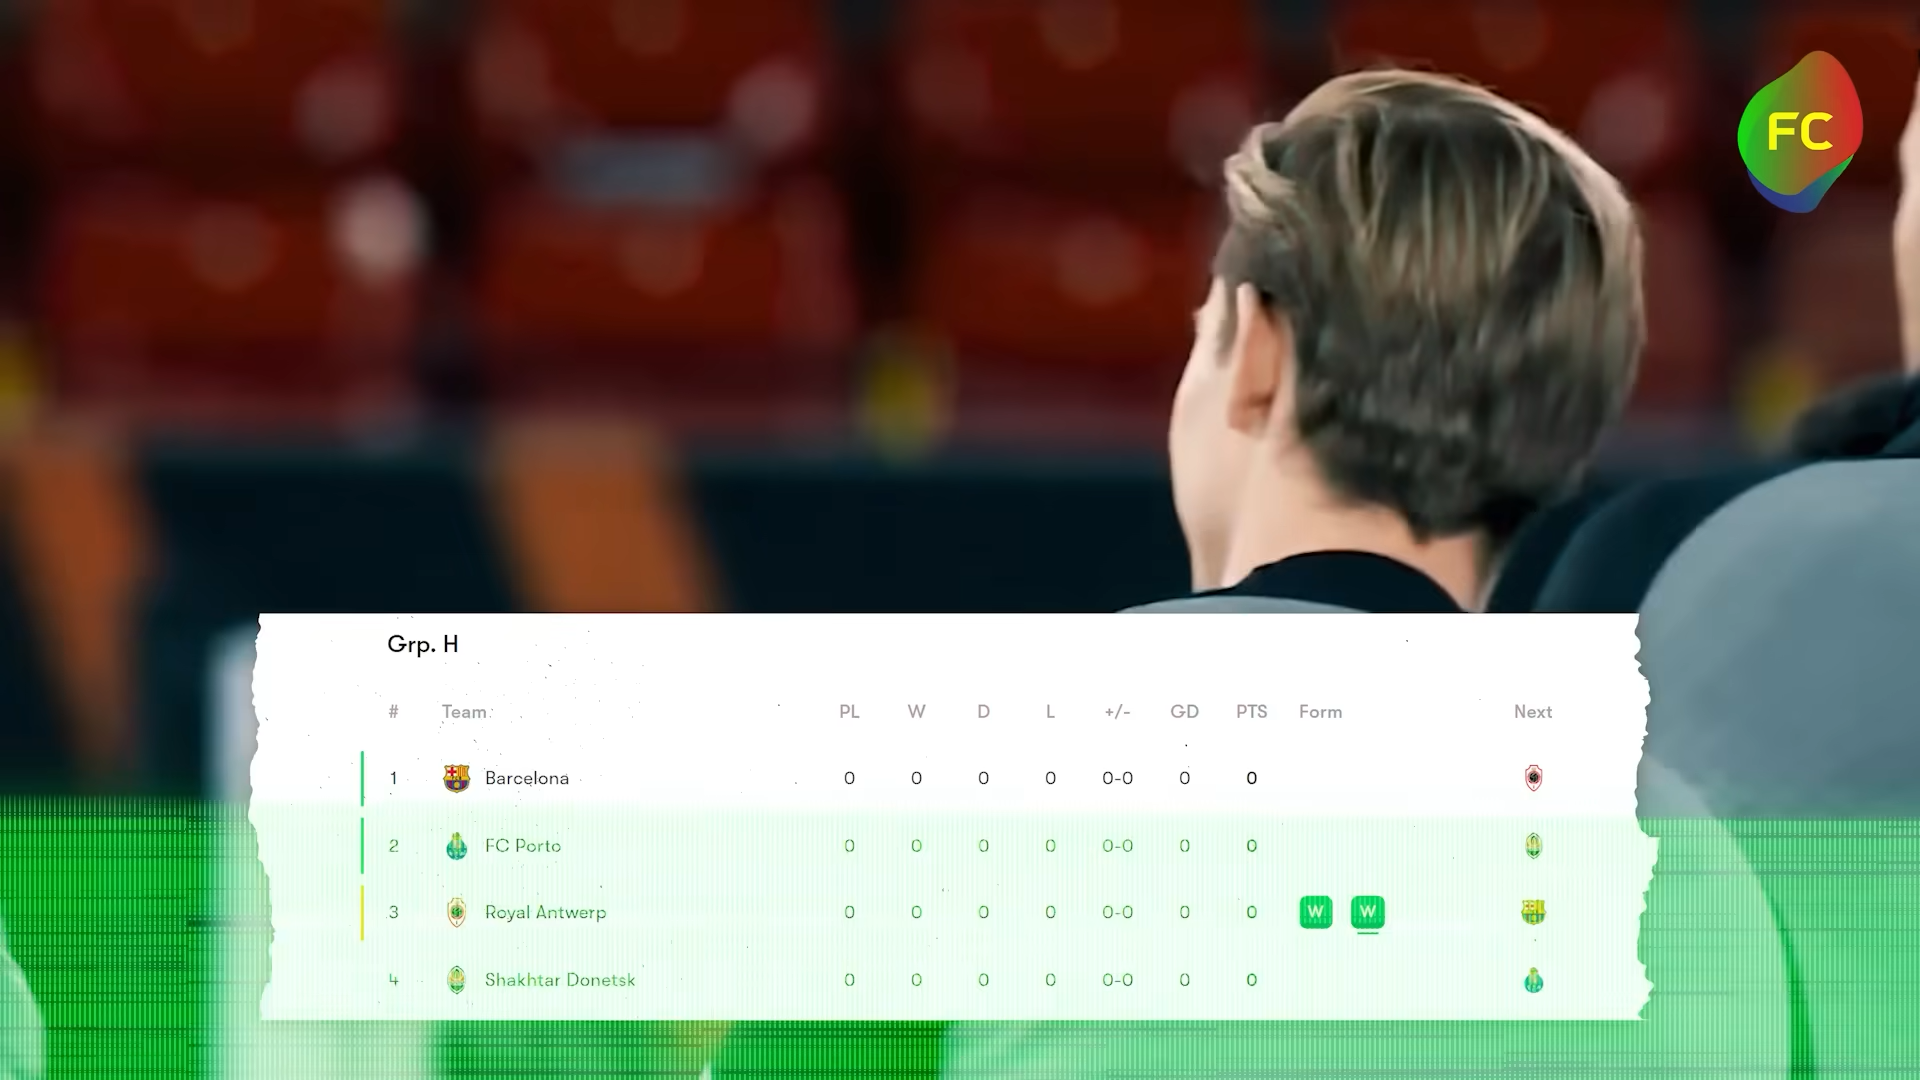 FC
Grp. H
# Team PL W D L +/- GD PTS Form Next
1 Barcelona 0 0 0 0 0-0 0 0
2 FC Porto 0 0 0 0 0-0 0 0
3 Royal Antwerp 0 0 0 0 0-0 0 0 W W
4 Shakhtar Donetsk 0 0 0 0 0-0 0 0